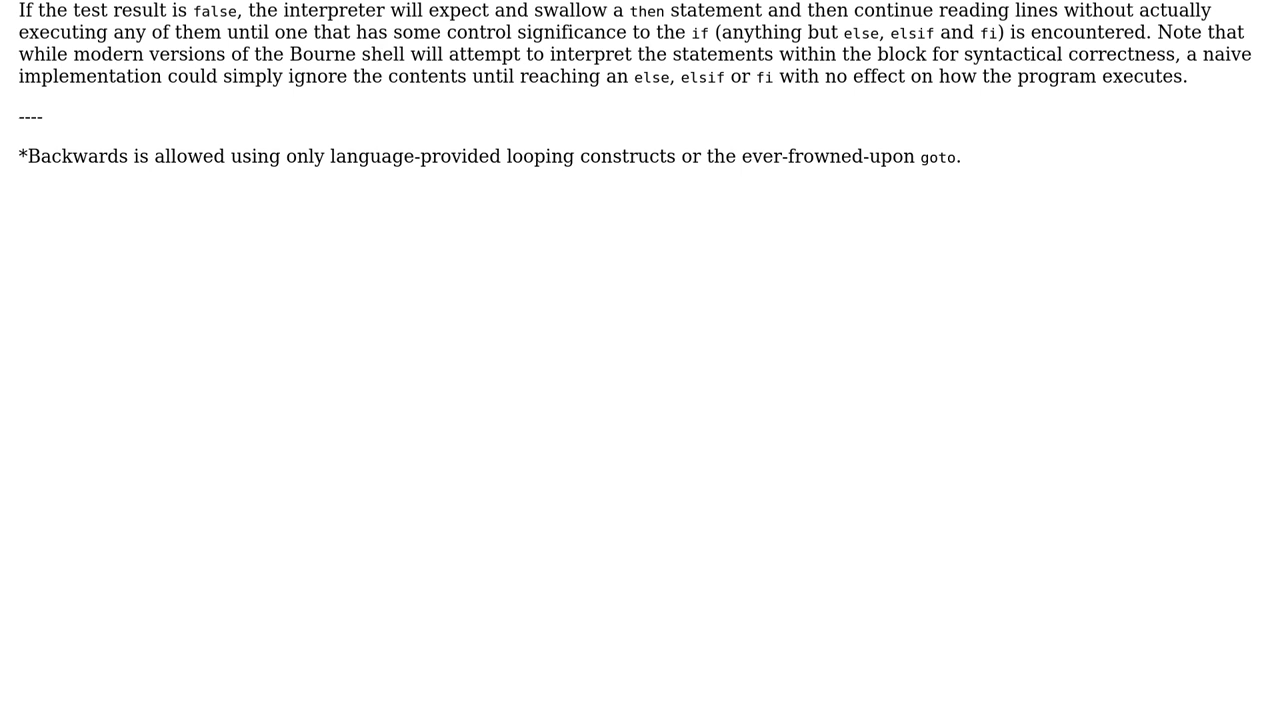 If the test result is false, the interpreter will expect and swallow a then statement and then continue reading lines without actually
executing any of them until one that has some control significance to the if (anything but else, elsif and fi) is encountered. Note that
while modern versions of the Bourne shell will attempt to interpret the statements within the block for syntactical correctness, a naive
implementation could simply ignore the contents until reaching an else, elsif or fi with no effect on how the program executes.
----
*Backwards is allowed using only language-provided looping constructs or the ever-frowned-upon goto.